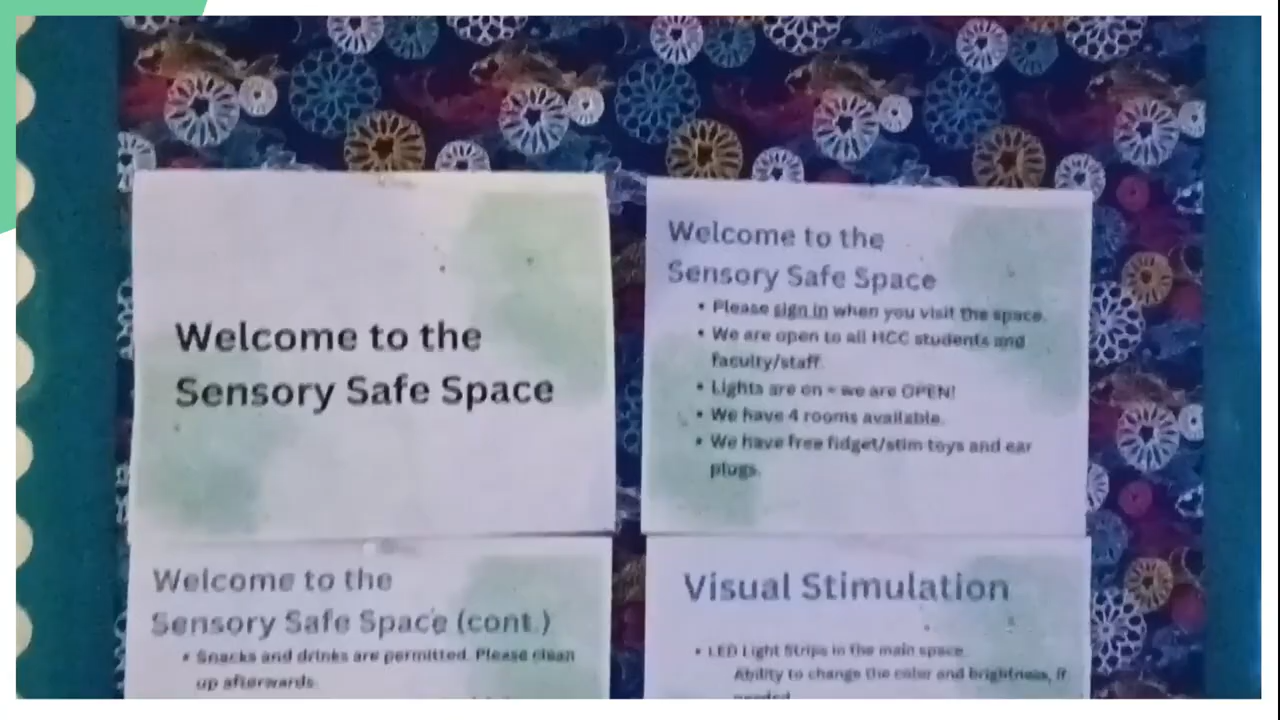 Welcome to the
Sensory Safe Space
Welcome to the
Sensory Safe Space
• Please sign in when you visit the space.
• We are open to all HCC students and
faculty/staff.
• Lights are on = we are OPEN!
• We have 4 rooms available.
• We have free fidget/stim toys and ear
plugs.
Welcome to the
Sensory Safe Space (cont.)
• Snacks and drinks are permitted. Please clean
up afterwards.
Visual Stimulation
• LED Light Strips in the main space.
Ability to change the color and brightness, if
needed